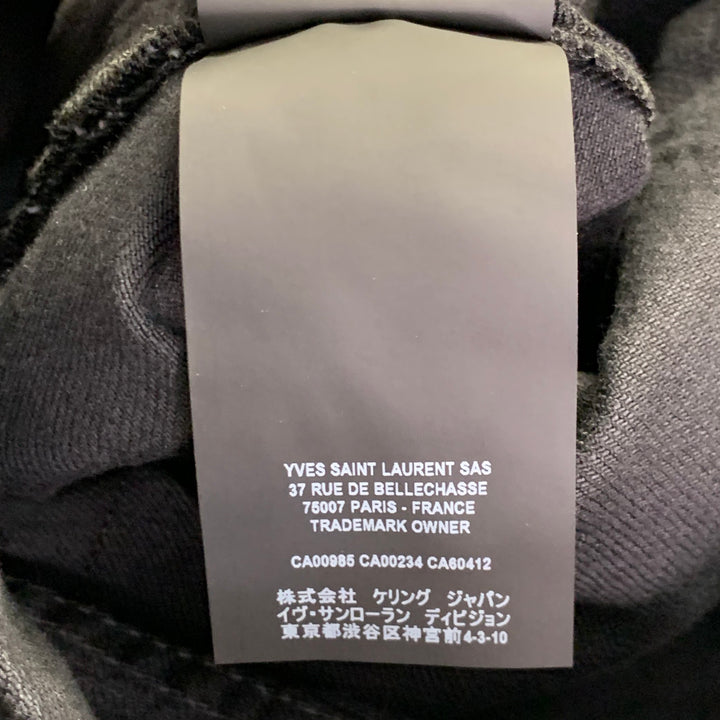 YVES SAINT LAURENT SAS
37 RUE DE BELLECHASSE
75007 PARIS - FRANCE
TRADEMARK OWNER
CA00985 CA00234 CA60412
株式会社 ケリング ジャパン
イヴ・サンローラン ディビジョン
東京都渋谷区神宮前4-3-10